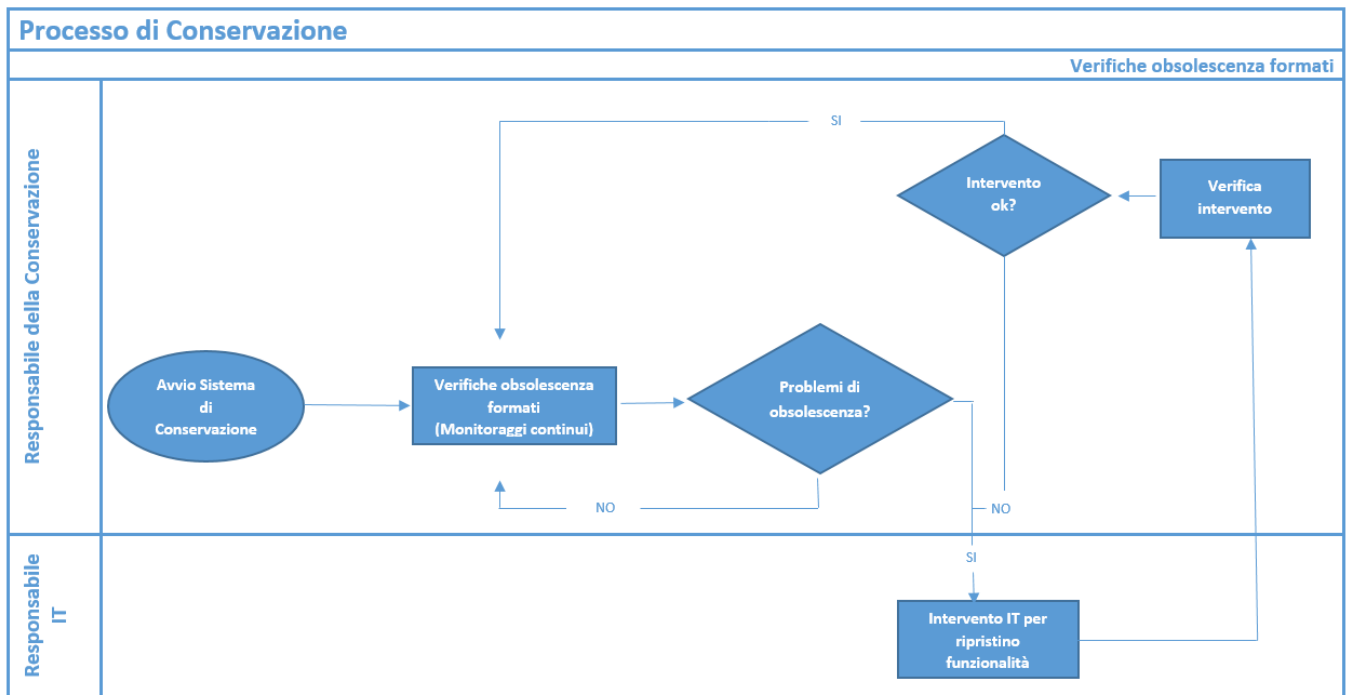 Processo di Conservazione
Verifiche obsolescenza formati
Responsabile della Conservazione
SI
Intervento
ok?
Verifica
intervento
Avvio Sistema
di
Conservazione
Verifiche obsolescenza
formati
(Monitoraggi continui)
Problemi di
obsolescenza?
NO
NO
Responsabile
IT
SI
Intervento IT per
ripristino
funzionalità